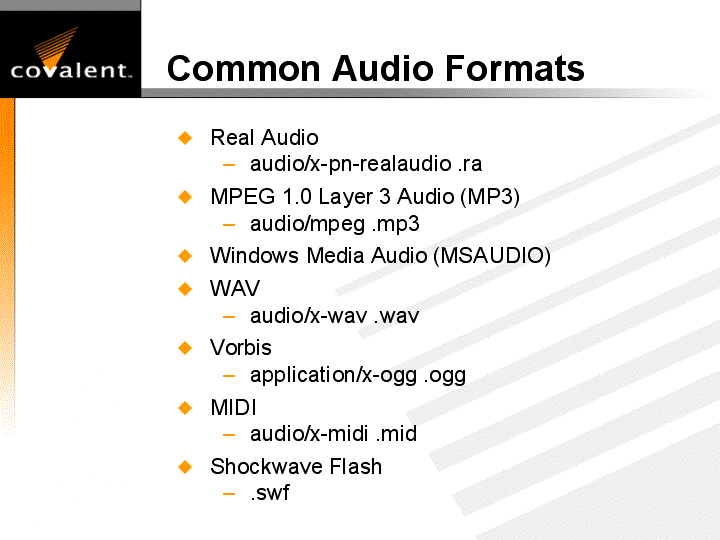 covalent™
Common Audio Formats
Real Audio
– audio/x-pn-realaudio .ra
MPEG 1.0 Layer 3 Audio (MP3)
– audio/mpeg .mp3
Windows Media Audio (MSAUDIO)
WAV
– audio/x-wav .wav
Vorbis
– application/x-ogg .ogg
MIDI
– audio/x-midi .mid
Shockwave Flash
– .swf